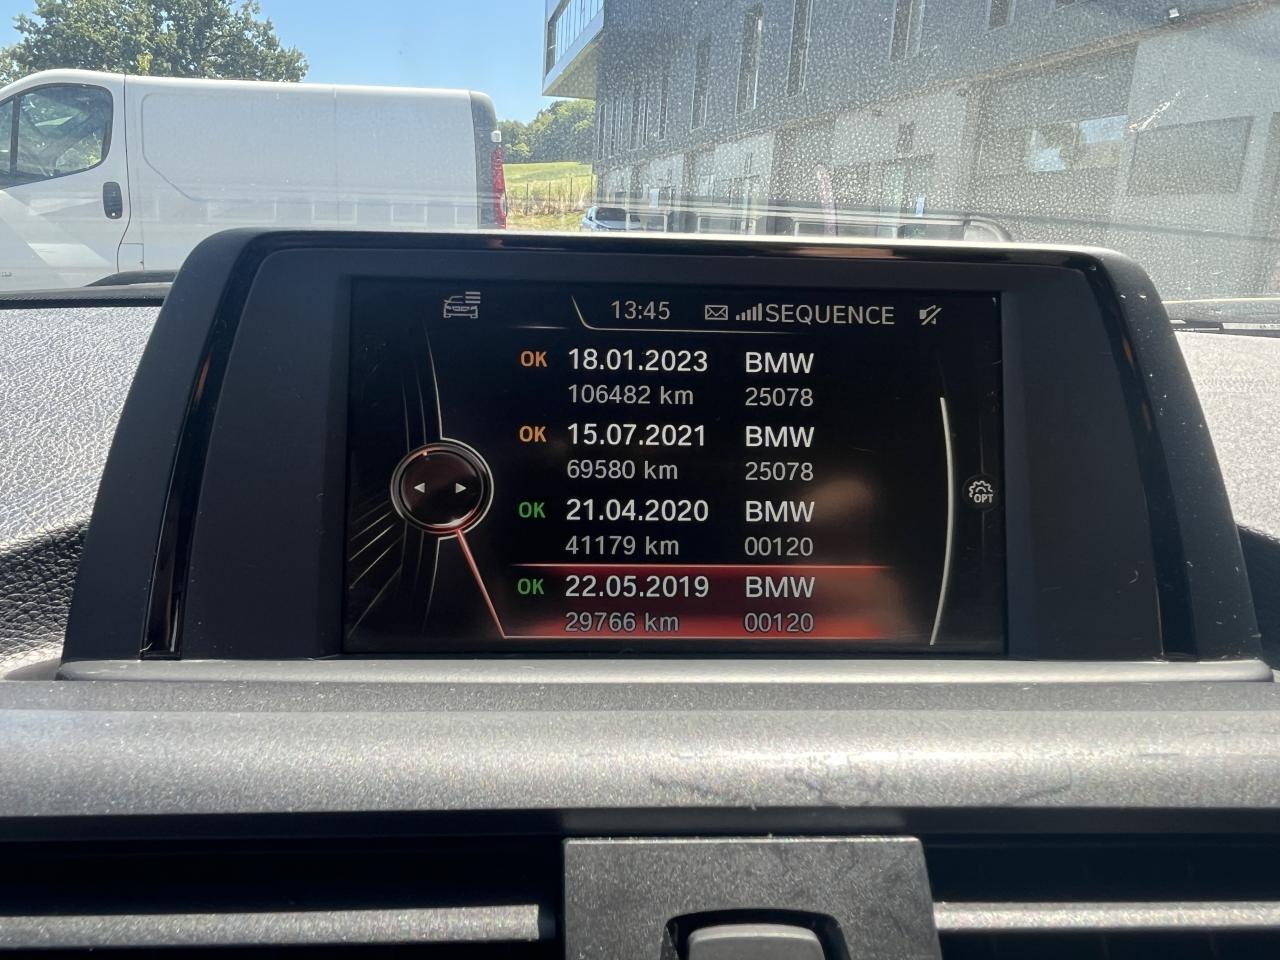 13:45 SEQUENCE
OK 18.01.2023 BMW
106482 km 25078
OK 15.07.2021 BMW
69580 km 25078
OPT
OK 21.04.2020 BMW
41179 km 00120
OK 22.05.2019 BMW
29766 km 00120